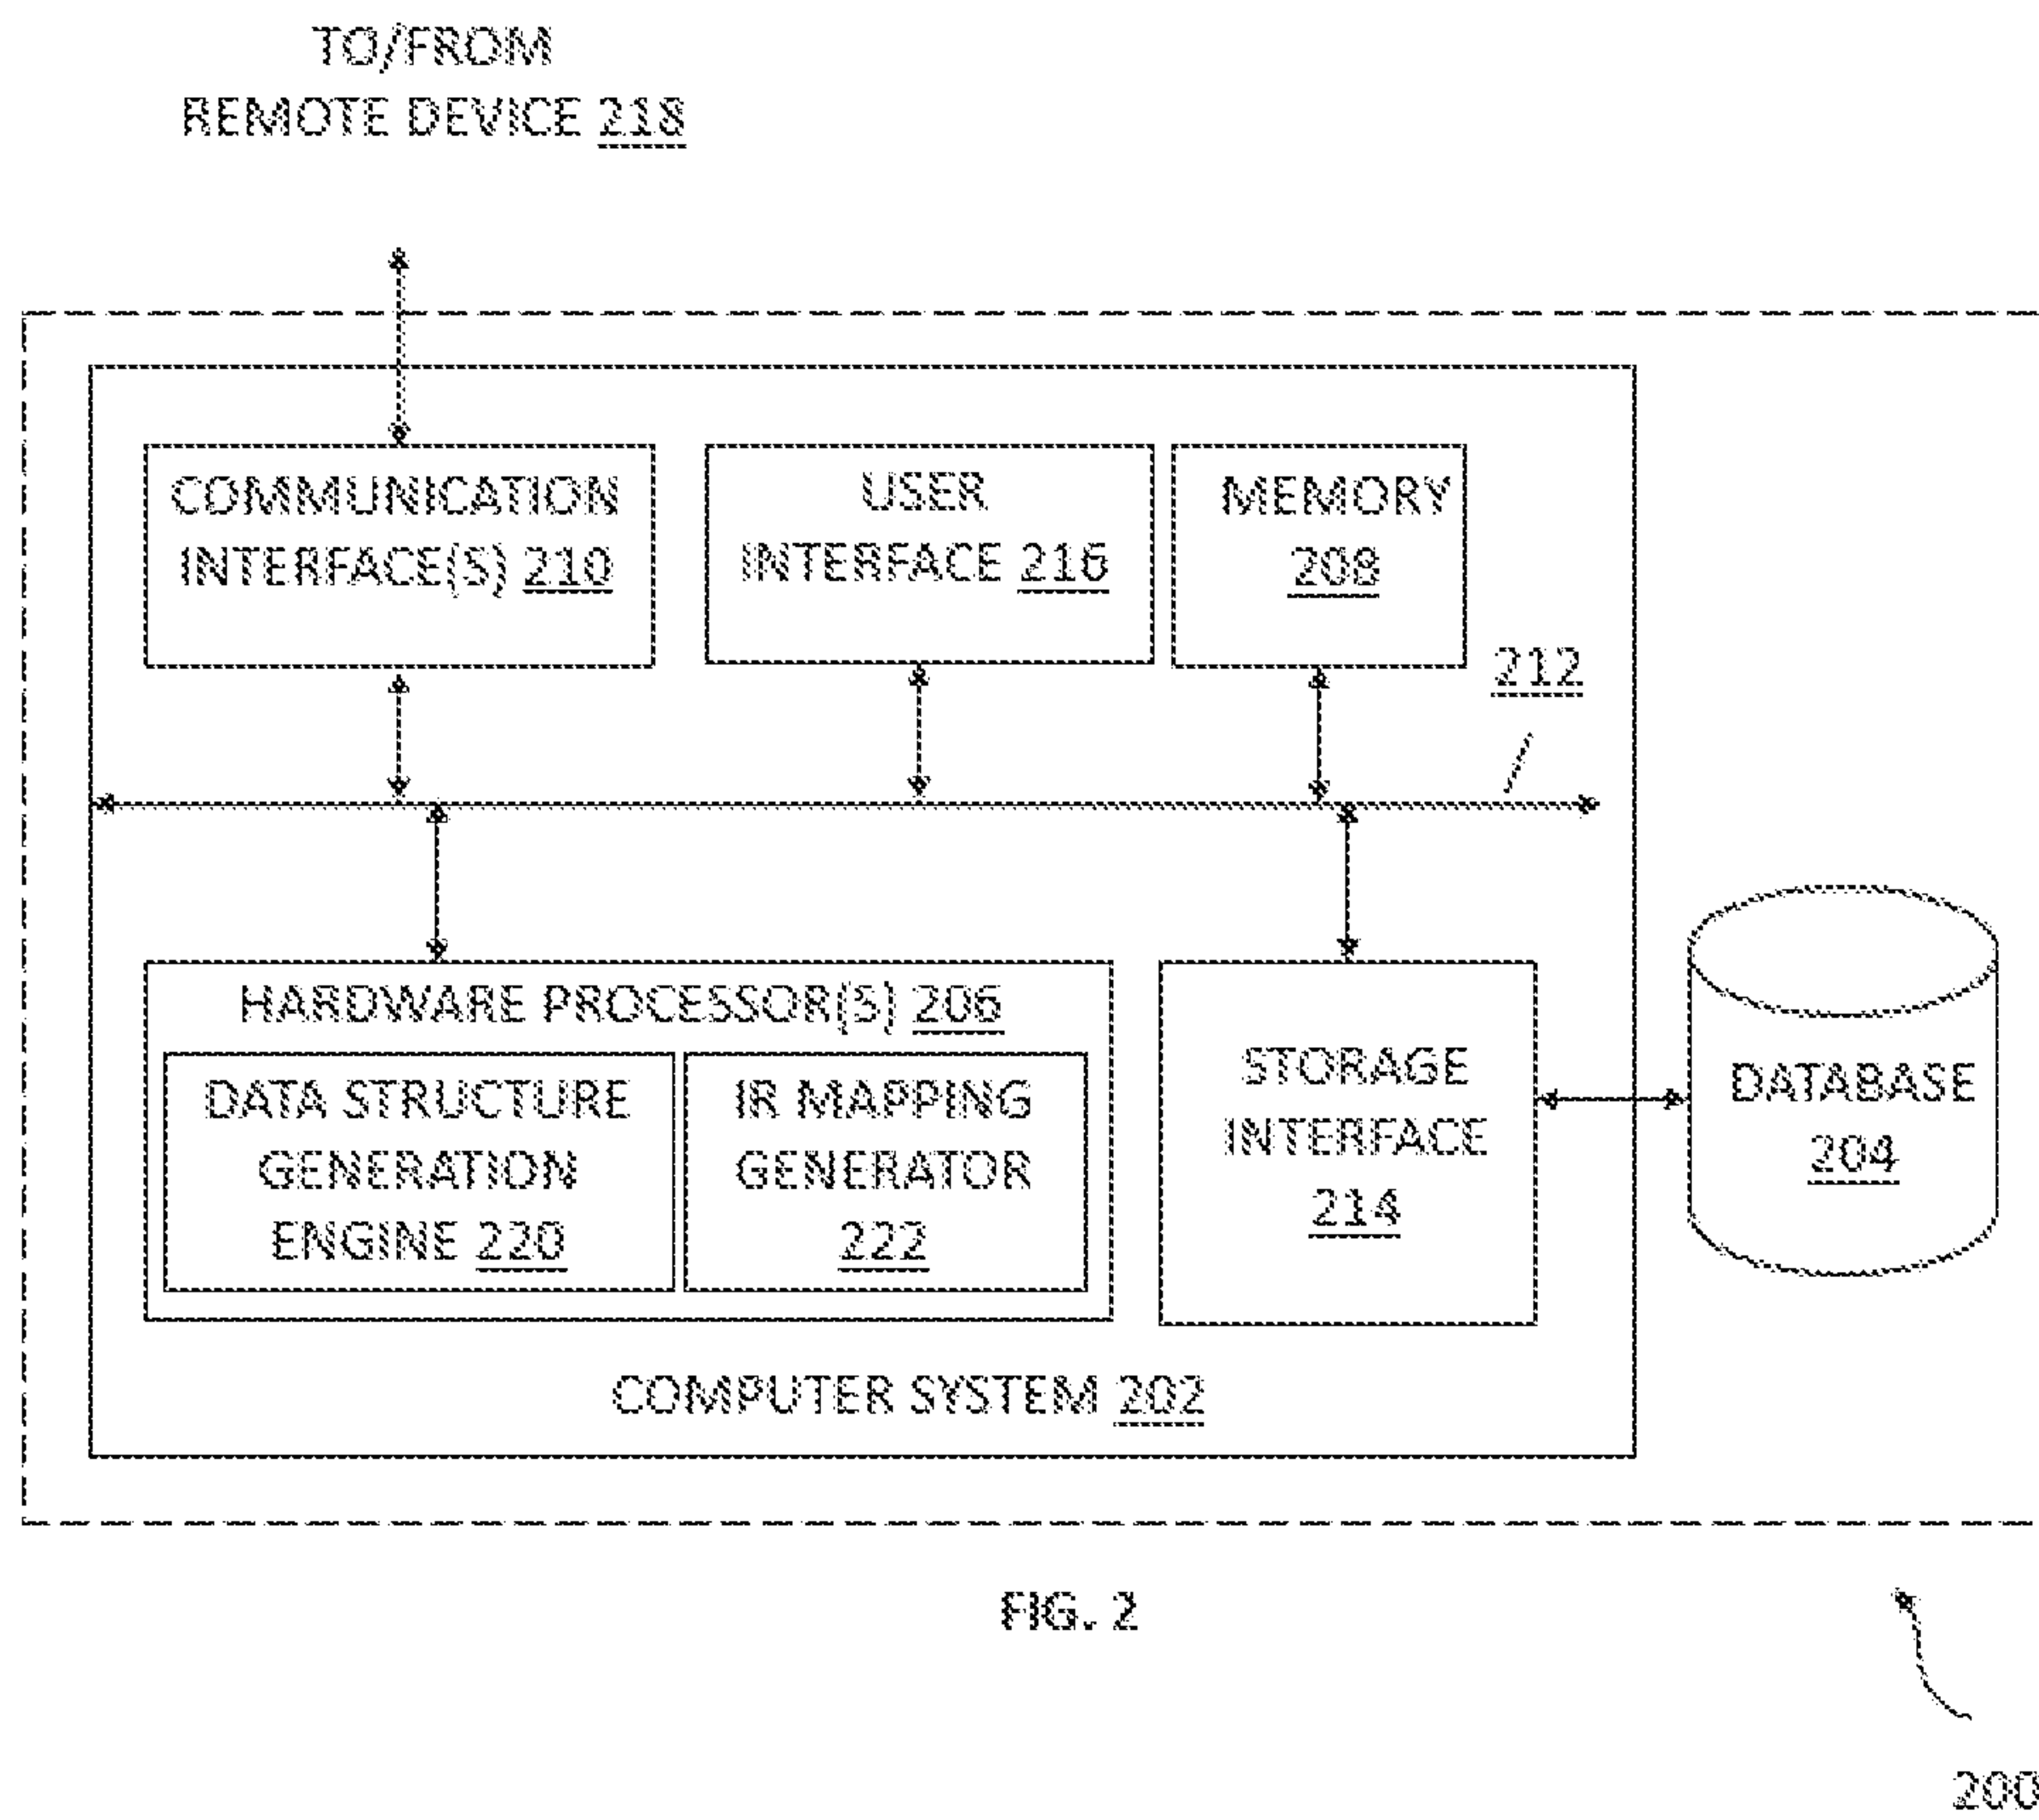 TO/FROM
REMOTE DEVICE 218
COMMUNICATION
INTERFACE(S) 210
USER
INTERFACE 216
MEMORY
208
212
HARDWARE PROCESSOR(S) 206
DATA STRUCTURE
GENERATION
ENGINE 220
IR MAPPING
GENERATOR
222
STORAGE
INTERFACE
214
DATABASE
204
COMPUTER SYSTEM 202
FIG. 2
200